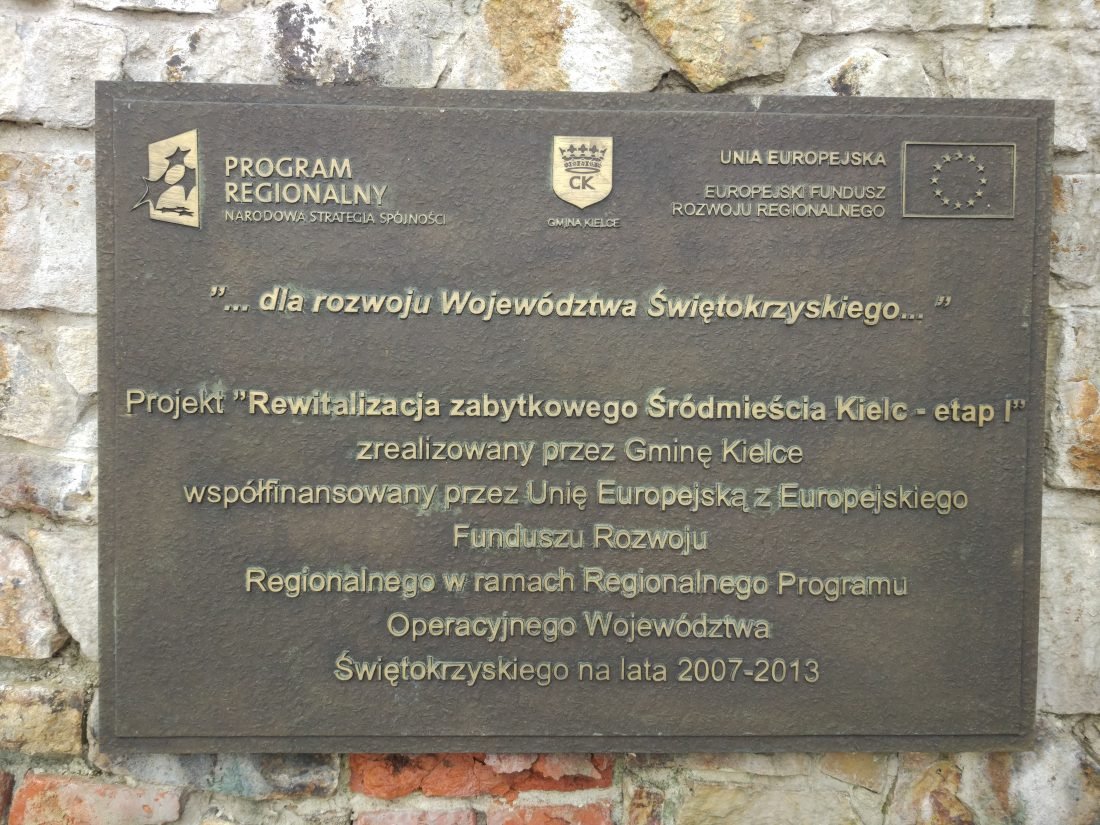 PROGRAM
REGIONALNY
NARODOWA STRATEGIA SPÓJNOŚCI
CK
GMINA KIELCE
UNIA EUROPEJSKA
EUROPEJSKI FUNDUSZ
ROZWOJU REGIONALNEGO
"... dla rozwoju Województwa Świętokrzyskiego... "
Projekt "Rewitalizacja zabytkowego Śródmieścia Kielc - etap I"
zrealizowany przez Gminę Kielce
współfinansowany przez Unię Europejską z Europejskiego
Funduszu Rozwoju
Regionalnego w ramach Regionalnego Programu
Operacyjnego Województwa
Świętokrzyskiego na lata 2007-2013